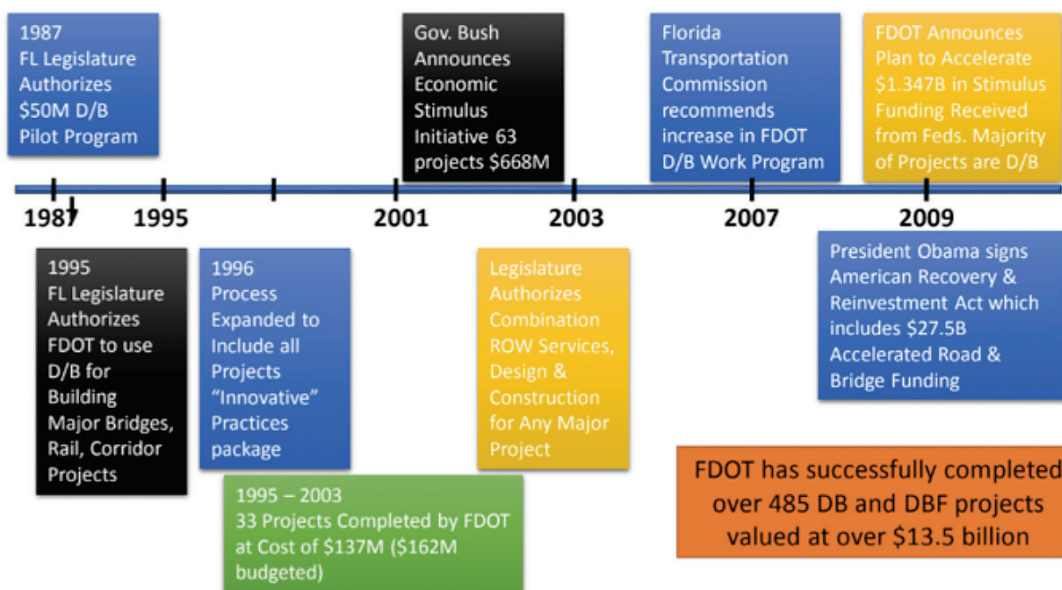 1987
FL Legislature
Authorizes
$50M D/B
Pilot Program
Gov. Bush
Announces
Economic
Stimulus
Initiative 63
projects $668M
Florida
Transportation
Commission
recommends
increase in FDOT
D/B Work Program
FDOT Announces
Plan to Accelerate
$1.347B in Stimulus
Funding Received
from Feds. Majority
of Projects are D/B
1987
1995
2001
2003
2007
2009
1995
FL Legislature
Authorizes
FDOT to use
D/B for
Building
Major Bridges,
Rail, Corridor
Projects
1996
Process
Expanded to
Include all
Projects
“Innovative”
Practices
package
Legislature
Authorizes
Combination
ROW Services,
Design &
Construction
for Any Major
Project
President Obama signs
American Recovery &
Reinvestment Act which
includes $27.5B
Accelerated Road &
Bridge Funding
1995 – 2003
33 Projects Completed by FDOT
at Cost of $137M ($162M
budgeted)
FDOT has successfully completed
over 485 DB and DBF projects
valued at over $13.5 billion